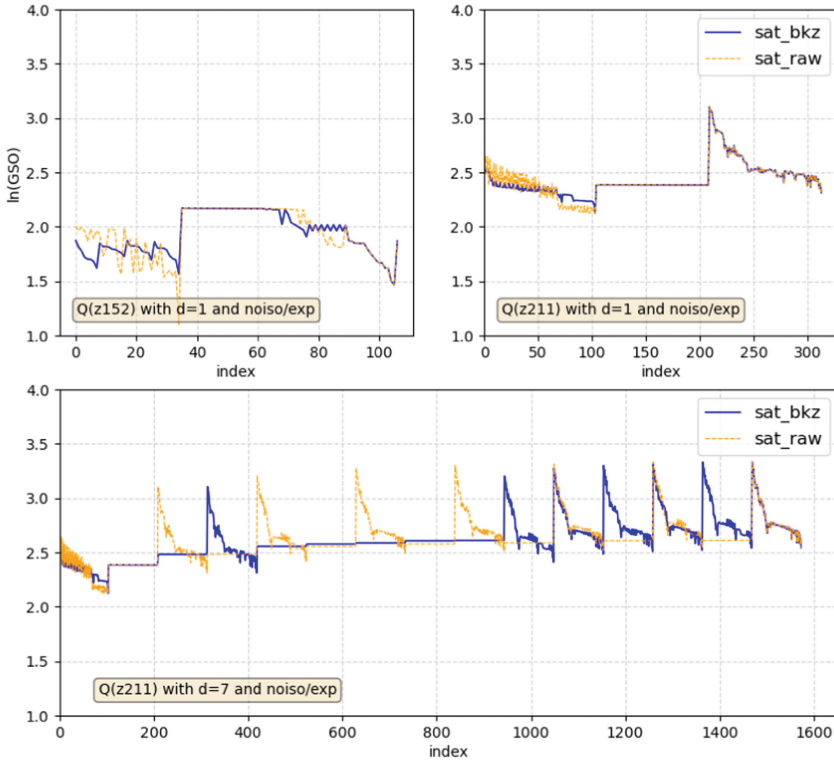 4.0
3.5
3.0
2.5
2.0
1.5
1.0
ln(GSO)
Q(z152) with d=1 and noiso/exp
0 20 40 60 80 100
index
4.0
3.5
3.0
2.5
2.0
1.5
1.0
sat_bkz
sat_raw
Q(z211) with d=1 and noiso/exp
0 50 100 150 200 250 300
index
4.0
3.5
3.0
2.5
2.0
1.5
1.0
sat_bkz
sat_raw
Q(z211) with d=7 and noiso/exp
0 200 400 600 800 1000 1200 1400 1600
index